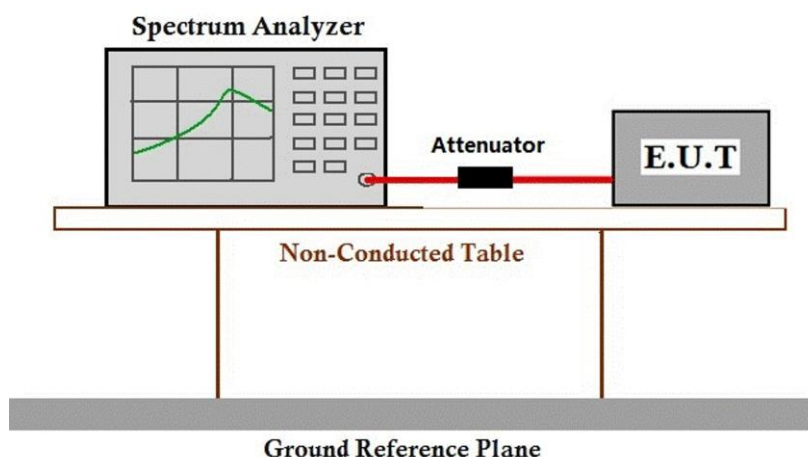 Spectrum Analyzer
Attenuator
E.U.T
Non-Conducted Table
Ground Reference Plane